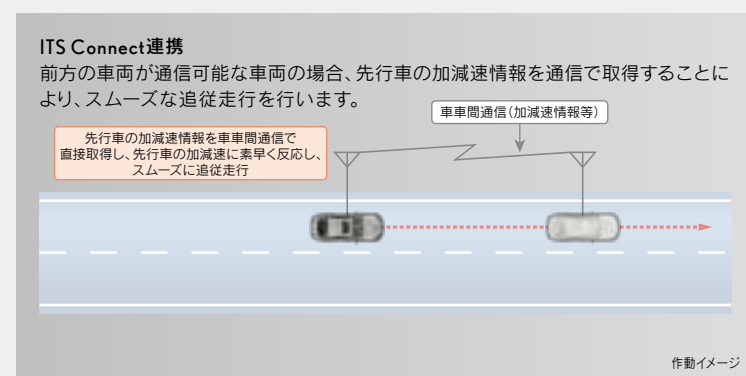 ITS Connect連携
前方の車両が通信可能な車両の場合、先行車の加減速情報を通信で取得することに
より、スムーズな追従走行を行います。
車車間通信（加減速情報等）
先行車の加減速情報を車車間通信で
直接取得し、先行車の加減速に素早く反応し、
スムーズに追従走行
作動イメージ